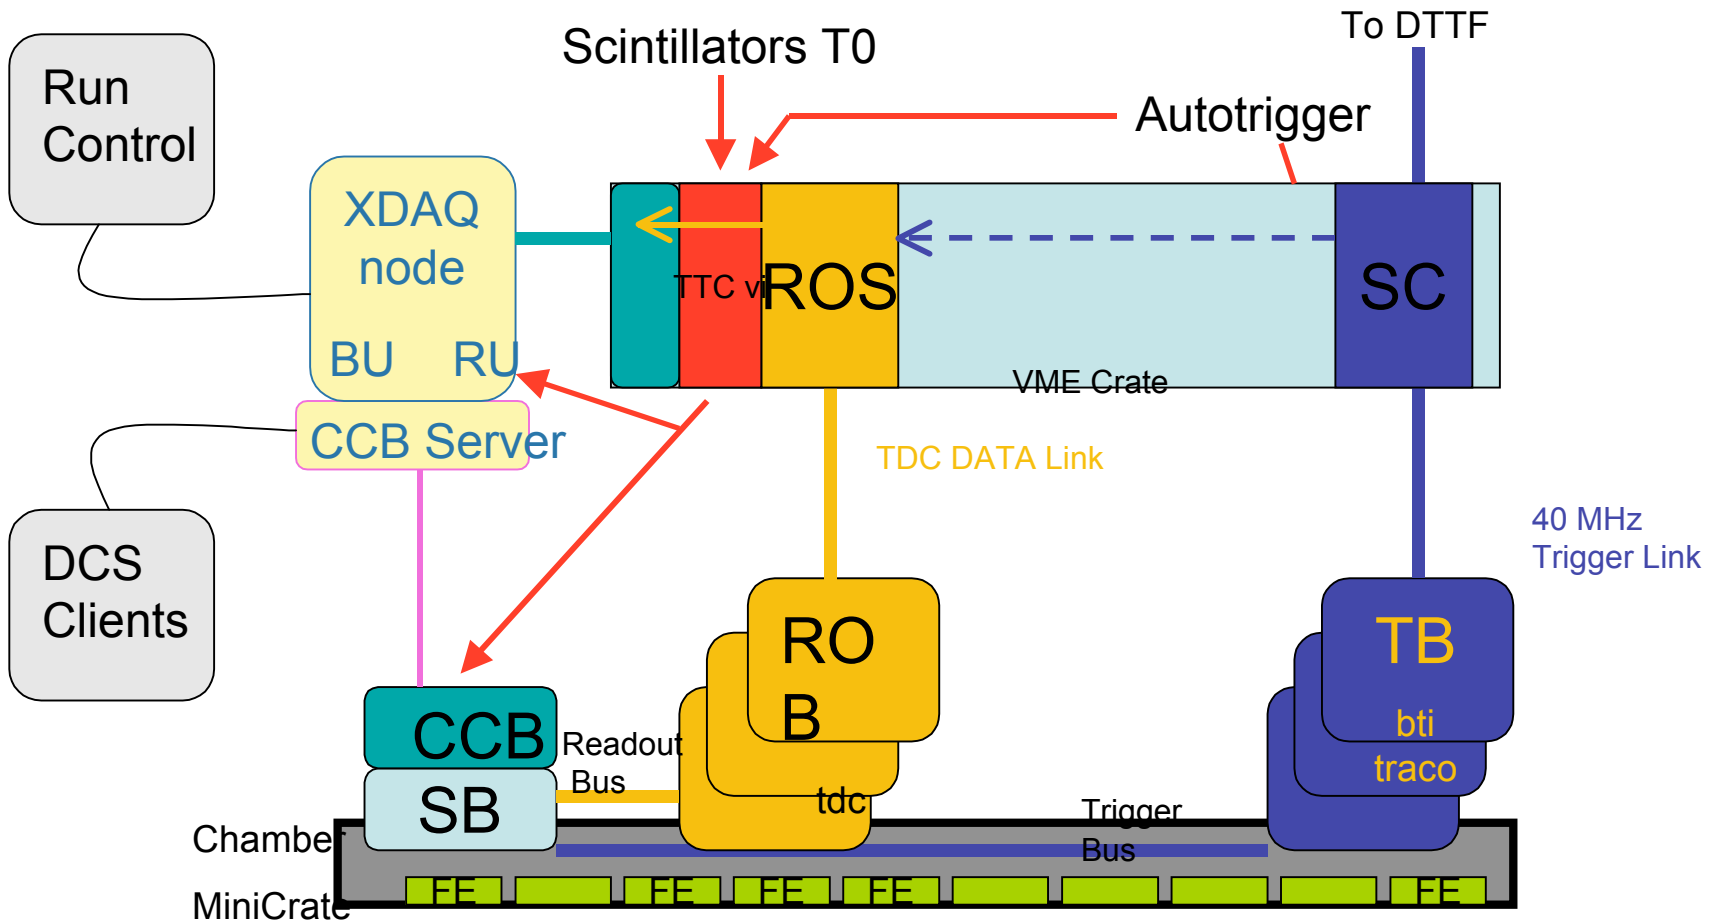 To DTTF
Scintillators T0
Run
Control
Autotrigger
XDAQ
node
BU RU
TTC vi
ROS
SC
VME Crate
CCB Server
TDC DATA Link
40 MHz
Trigger Link
DCS
Clients
RO
B
tdc
TB
bti
traco
CCB
SB
Readout
Bus
Trigger
Bus
Chamber
MiniCrate
FE
FE
FE
FE
FE